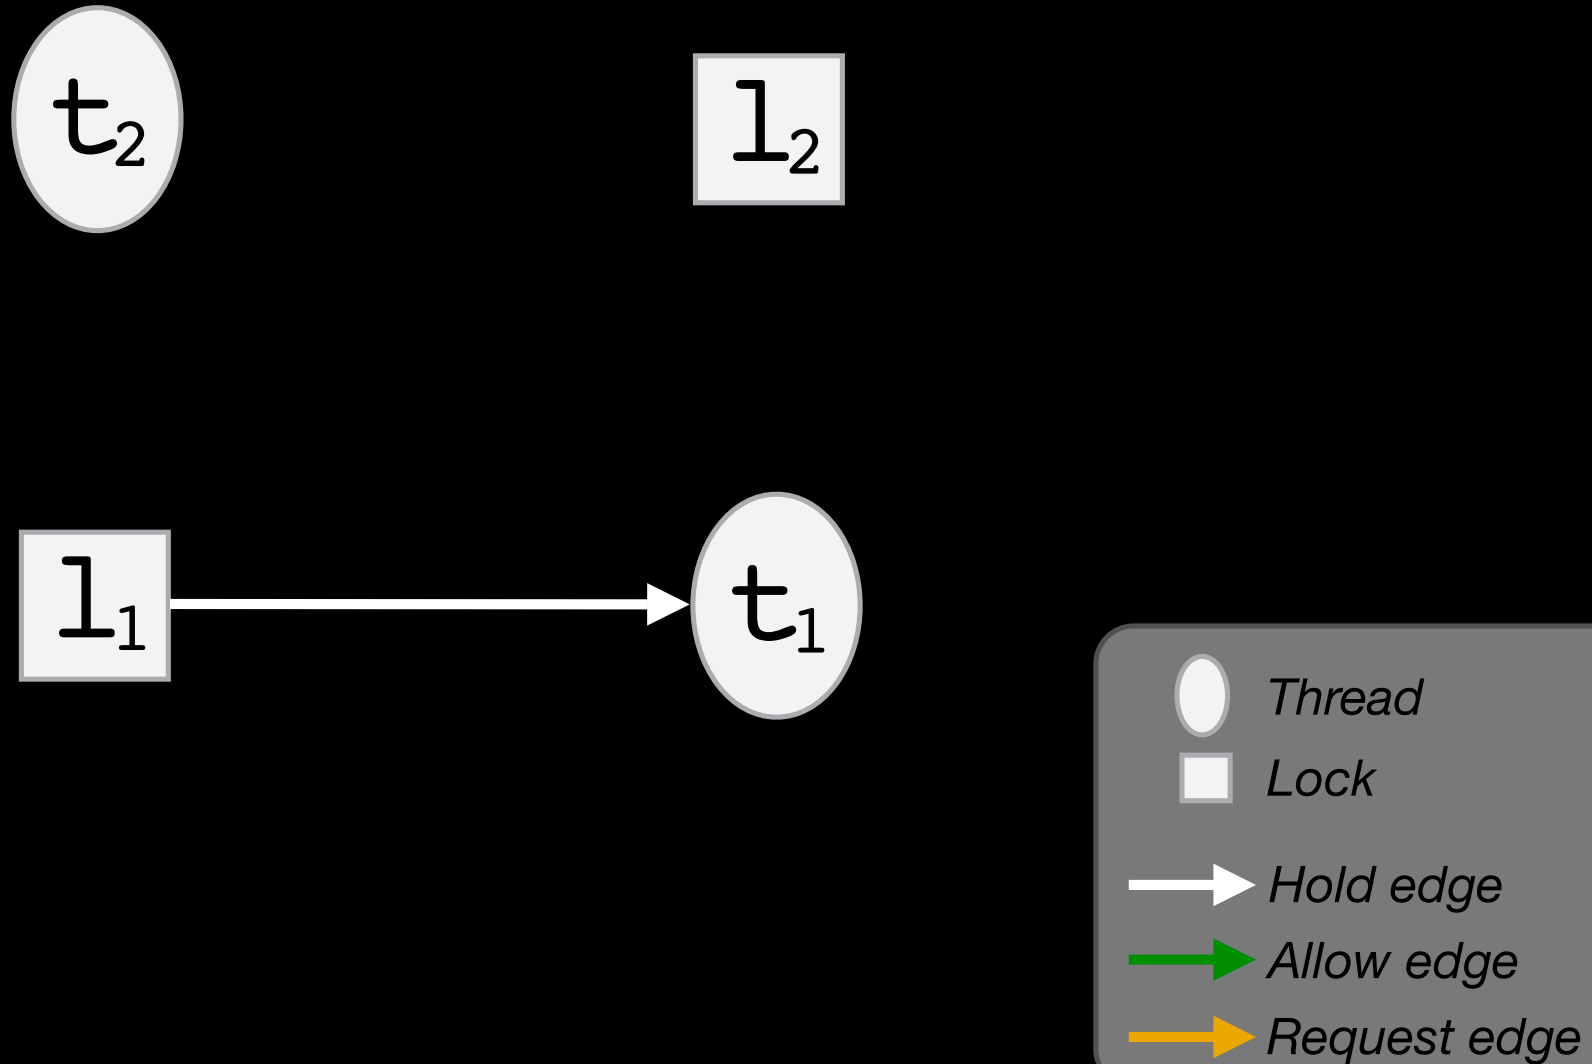 t2
l2
l1
t1
Thread
Lock
Hold edge
Allow edge
Request edge